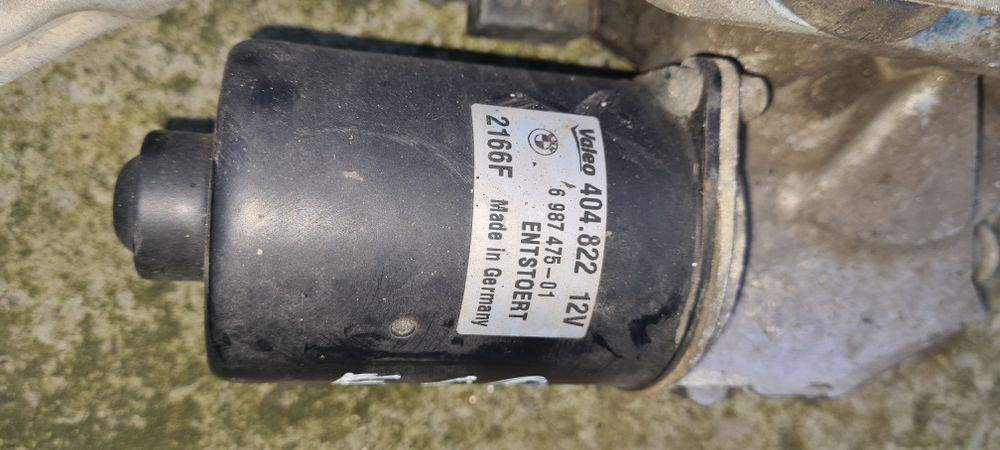 Valeo 404.822 12V
6 987 475-01
ENTSTOERT
2166F Made in Germany